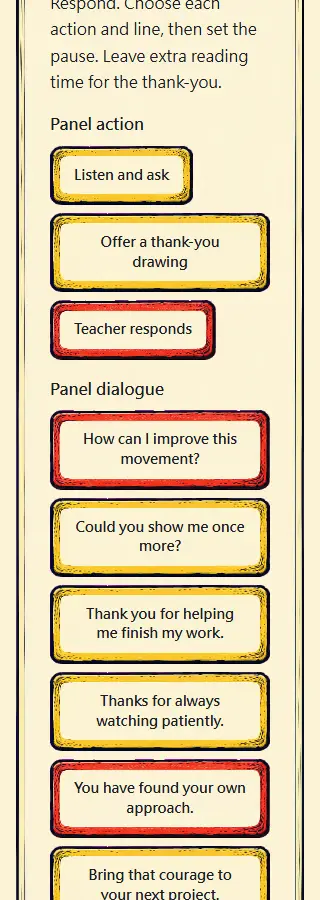 Respond. Choose each
action and line, then set the
pause. Leave extra reading
time for the thank-you.
Panel action
Listen and ask
Offer a thank-you
drawing
Teacher responds
Panel dialogue
How can I improve this
movement?
Could you show me once
more?
Thank you for helping
me finish my work.
Thanks for always
watching patiently.
You have found your own
approach.
Bring that courage to
your next project.